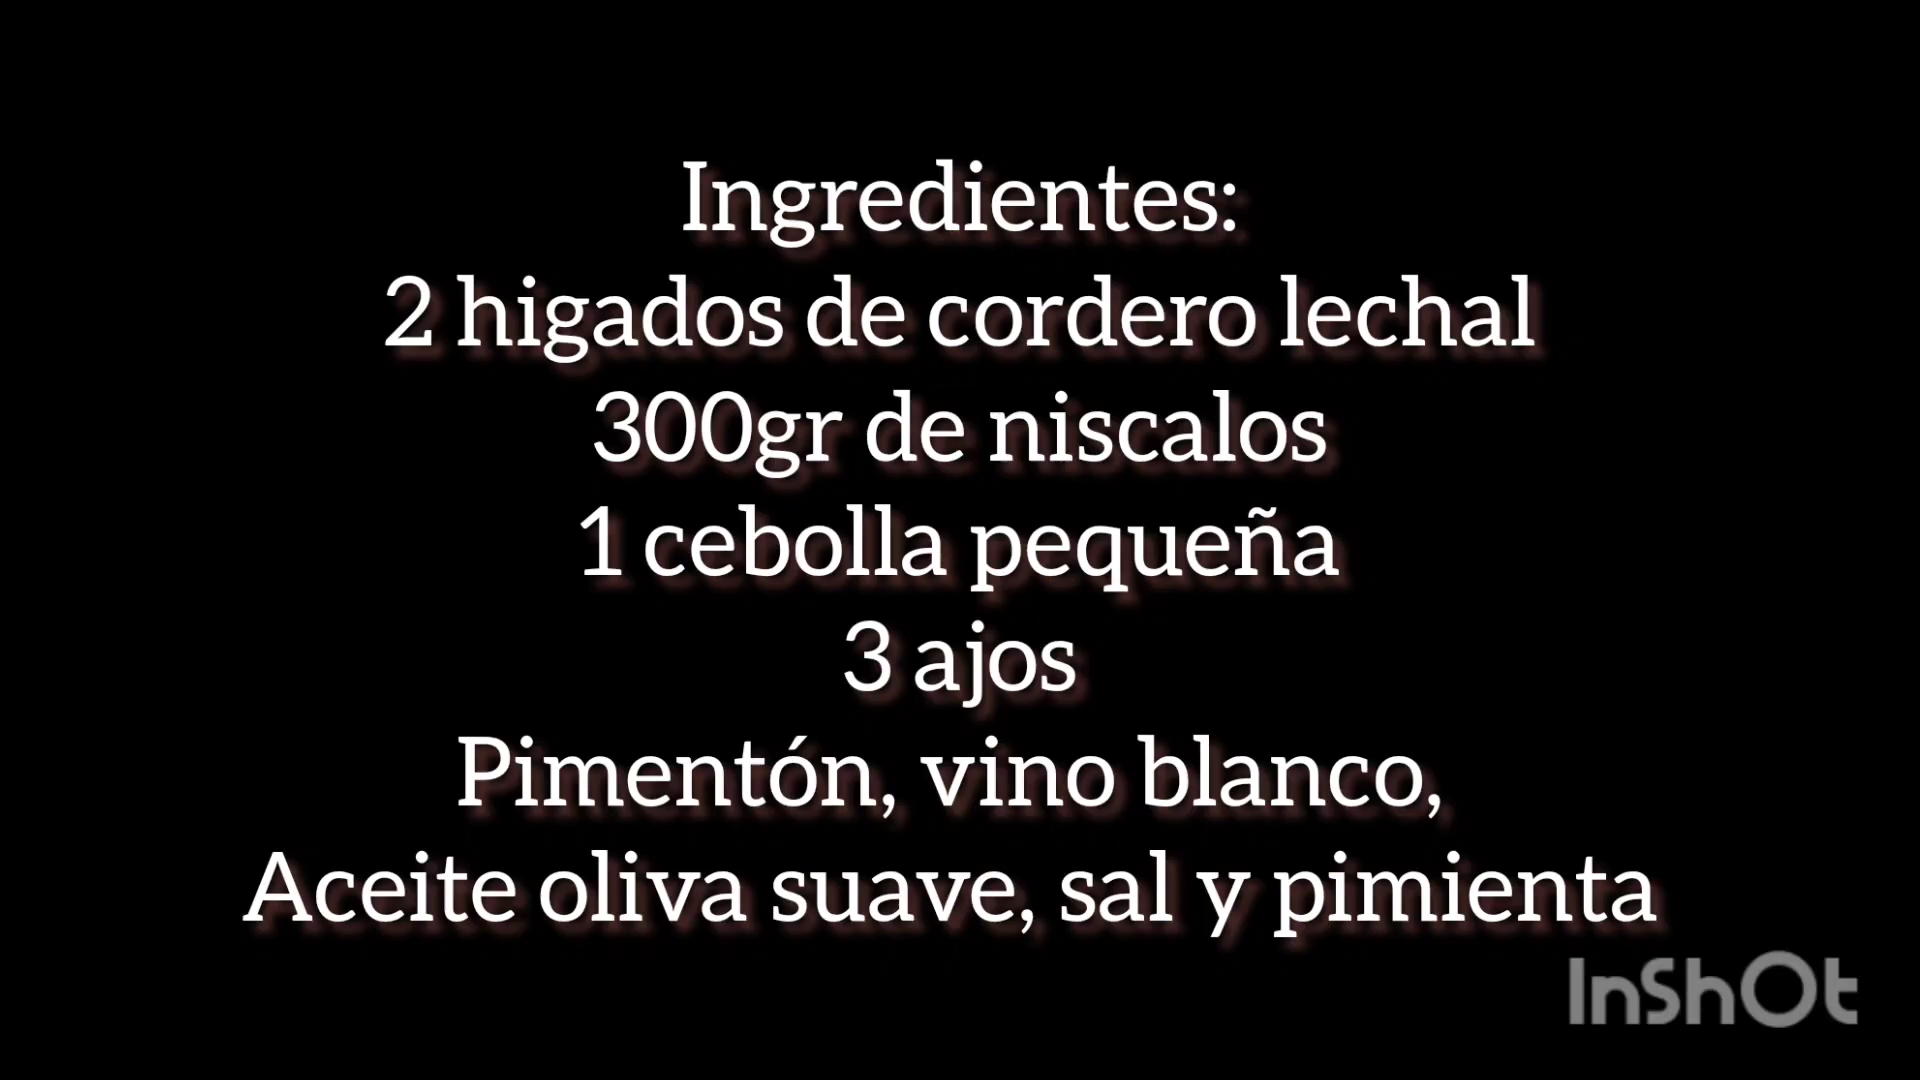 Ingredientes:
2 higados de cordero lechal
300gr de niscalos
1 cebolla pequeña
3 ajos
Pimentón, vino blanco,
Aceite oliva suave, sal y pimienta
InShOt